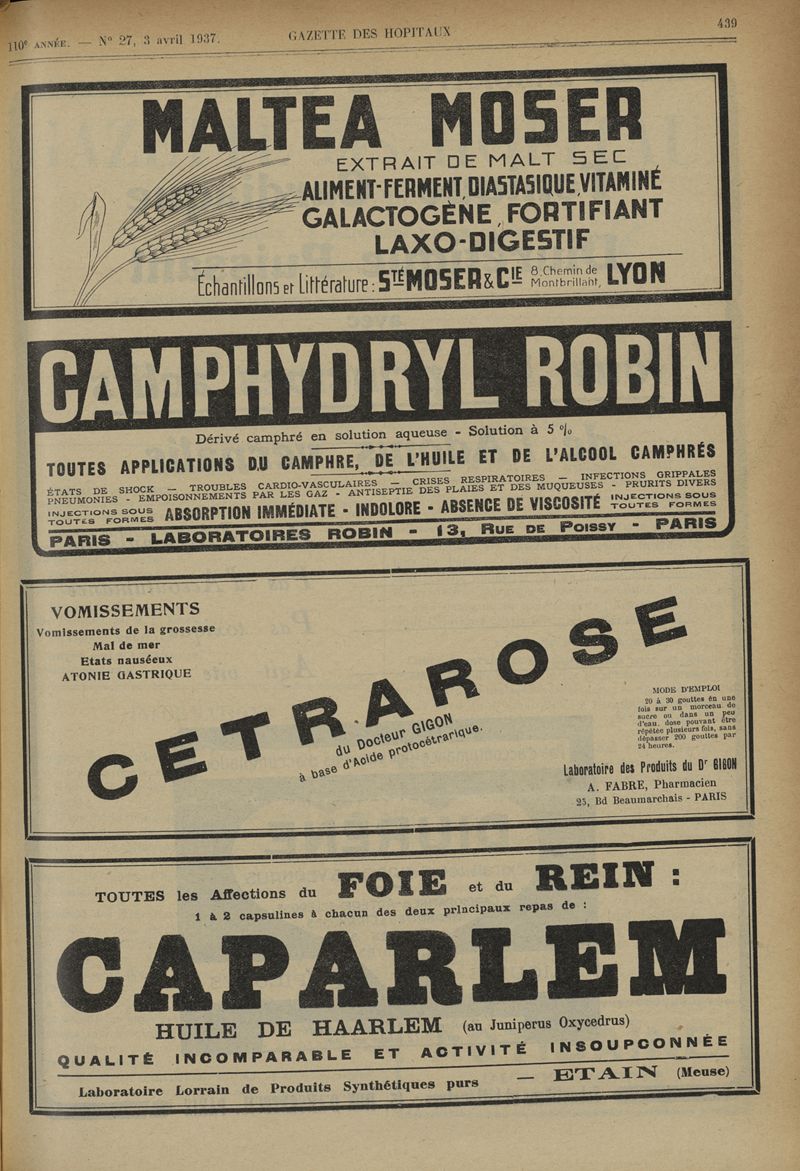 110e ANNÉE. — No 27, 3 avril 1937. GAZETTE DES HOPITAUX 439
MALTEA MOSER
EXTRAIT DE MALT SEC
ALIMENT-FERMENT, DIASTASIQUE, VITAMINÉ
GALACTOGÈNE, FORTIFIANT
LAXO-DIGESTIF
Échantillons et Littérature : STÉ MOSER & CIE 8, Chemin de Montbrillant, LYON
CAMPHYDRYL ROBIN
Dérivé camphré en solution aqueuse - Solution à 5 %
TOUTES APPLICATIONS DU CAMPHRE, DE L'HUILE ET DE L'ALCOOL CAMPHRÉS
ÉTATS DE SHOCK — TROUBLES CARDIO-VASCULAIRES — CRISES RESPIRATOIRES — INFECTIONS GRIPPALES
PNEUMONIES - EMPOISONNEMENTS PAR LES GAZ - ANTISEPTIE DES PLAIES ET DES MUQUEUSES - PRURITS DIVERS
INJECTIONS SOUS TOUTES FORMES ABSORPTION IMMÉDIATE - INDOLORE - ABSENCE DE VISCOSITÉ INJECTIONS SOUS TOUTES FORMES
PARIS - LABORATOIRES ROBIN - 13, RUE DE POISSY - PARIS
VOMISSEMENTS
Vomissements de la grossesse
Mal de mer
Etats nauséeux
ATONIE GASTRIQUE
CETRAROSE
du Docteur GIGON
à base d'Acide protocétrarique.
MODE D'EMPLOI
20 à 30 gouttes en une
fois sur un morceau de
sucre ou dans un peu
d'eau, dose pouvant être
répétée plusieurs fois, sans
dépasser 200 gouttes par
24 heures.
Laboratoire des Produits du Dr GIGON
A. FABRE, Pharmacien
25, Bd Beaumarchais - PARIS
TOUTES les Affections du FOIE et du REIN :
1 à 2 capsulines à chacun des deux principaux repas de :
CAPARLEM
HUILE DE HAARLEM (au Juniperus Oxycedrus)
QUALITÉ INCOMPARABLE ET ACTIVITÉ INSOUPCONNÉE
Laboratoire Lorrain de Produits Synthétiques purs — ETAIN (Meuse)